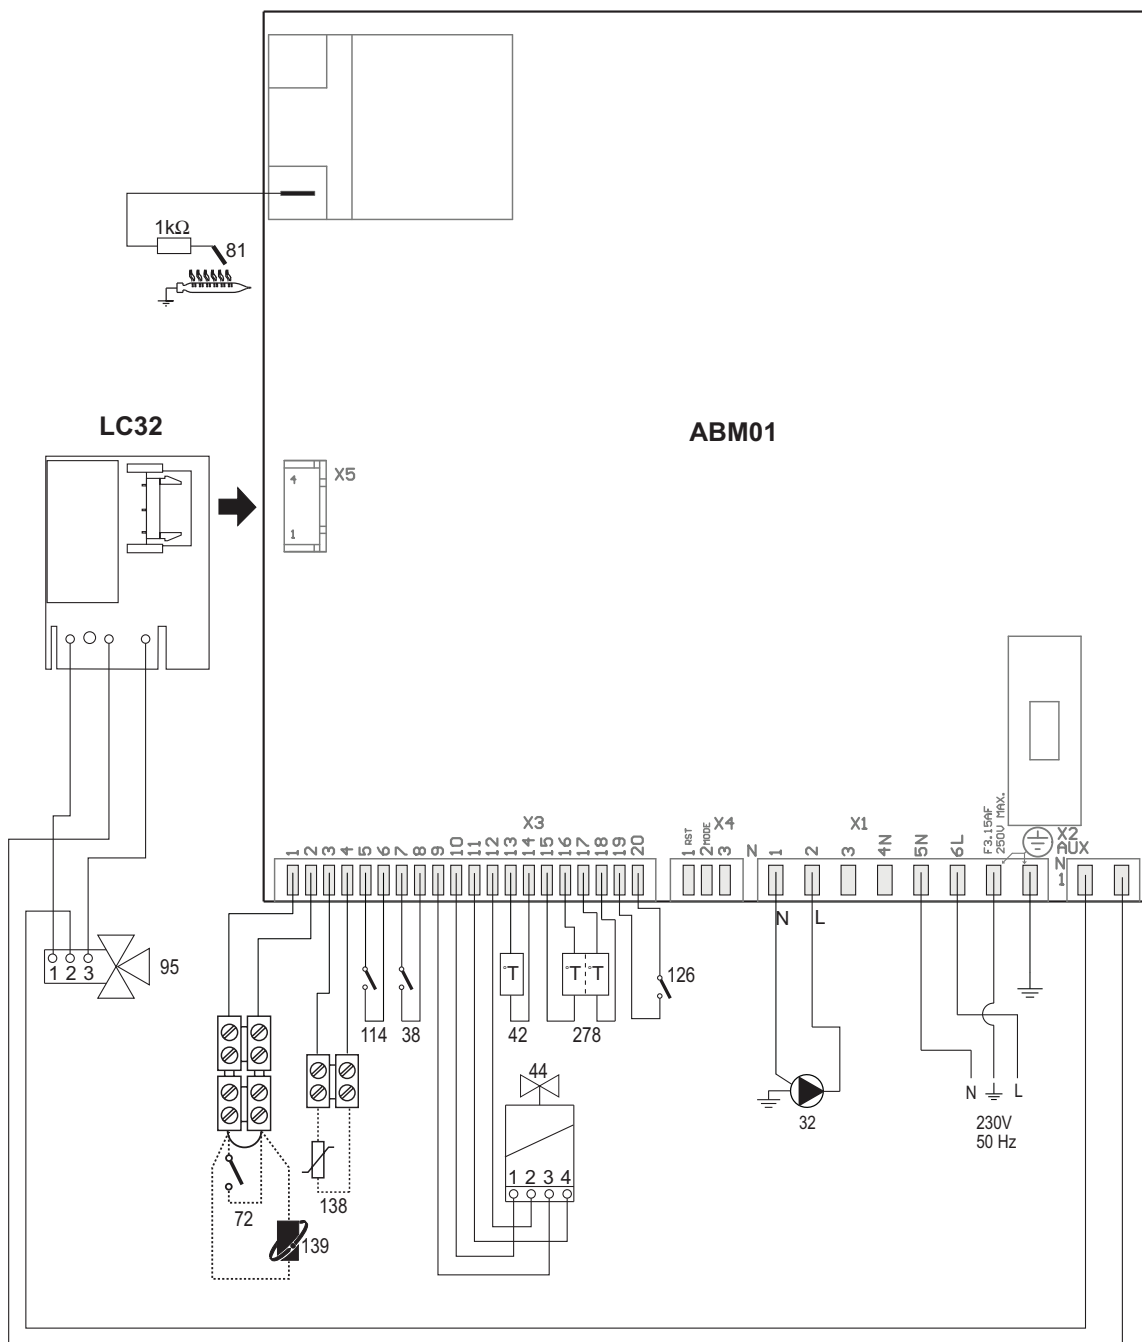 1kΩ
81
LC32
ABM01
X5
4
1
X3
1 2 3 4 5 6 7 8 9 10 11 12 13 14 15 16 17 18 19 20
X4
1 RST
2 MODE
3
N
X1
1 2 3 4N 5N 6L
F3.15AF
250V MAX.
X2
AUX
N
1
N L
1 2 3
95
°T
°T °T
126
114 38 42 278
44
1 2 3 4
32
N L
230V
50 Hz
72
138
139